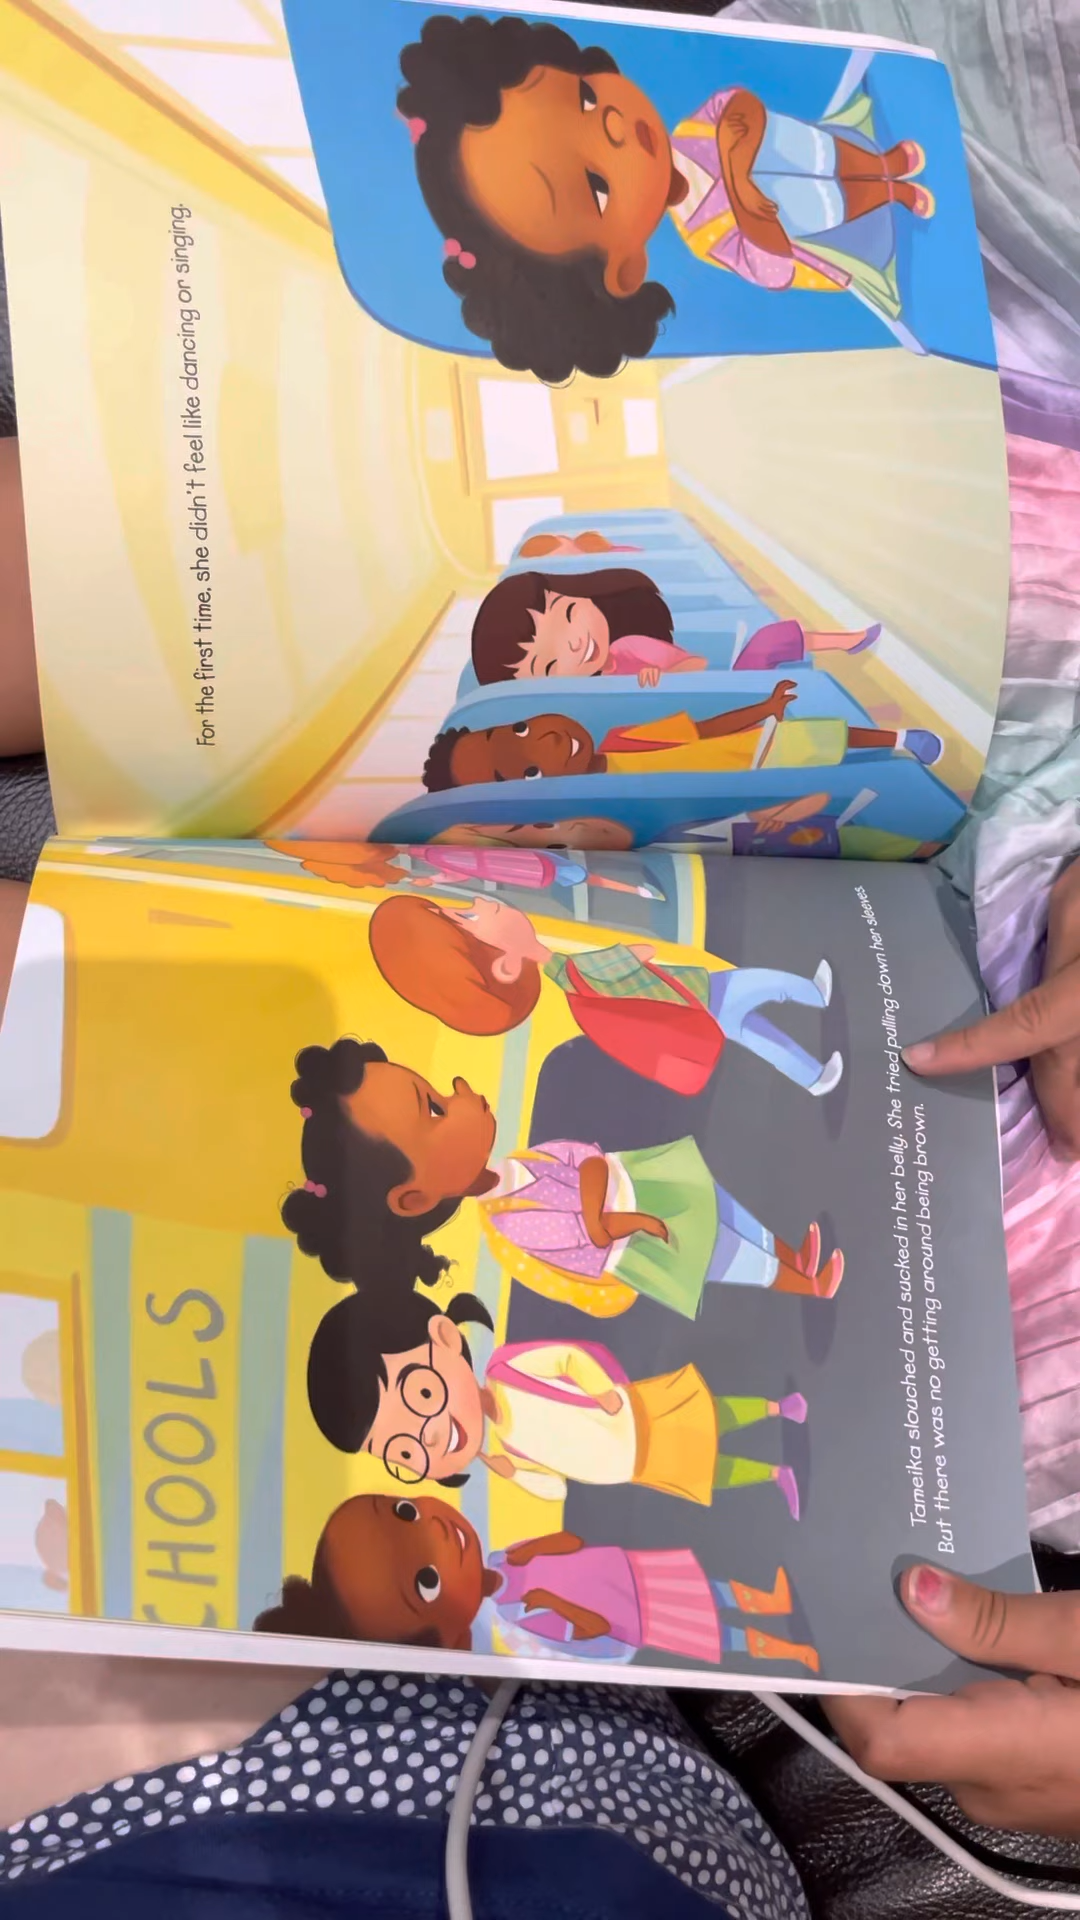 CHOOLS
Tameika slouched and sucked in her belly. She tried pulling down her sleeves.
But there was no getting around being brown.
For the first time, she didn't feel like dancing or singing.